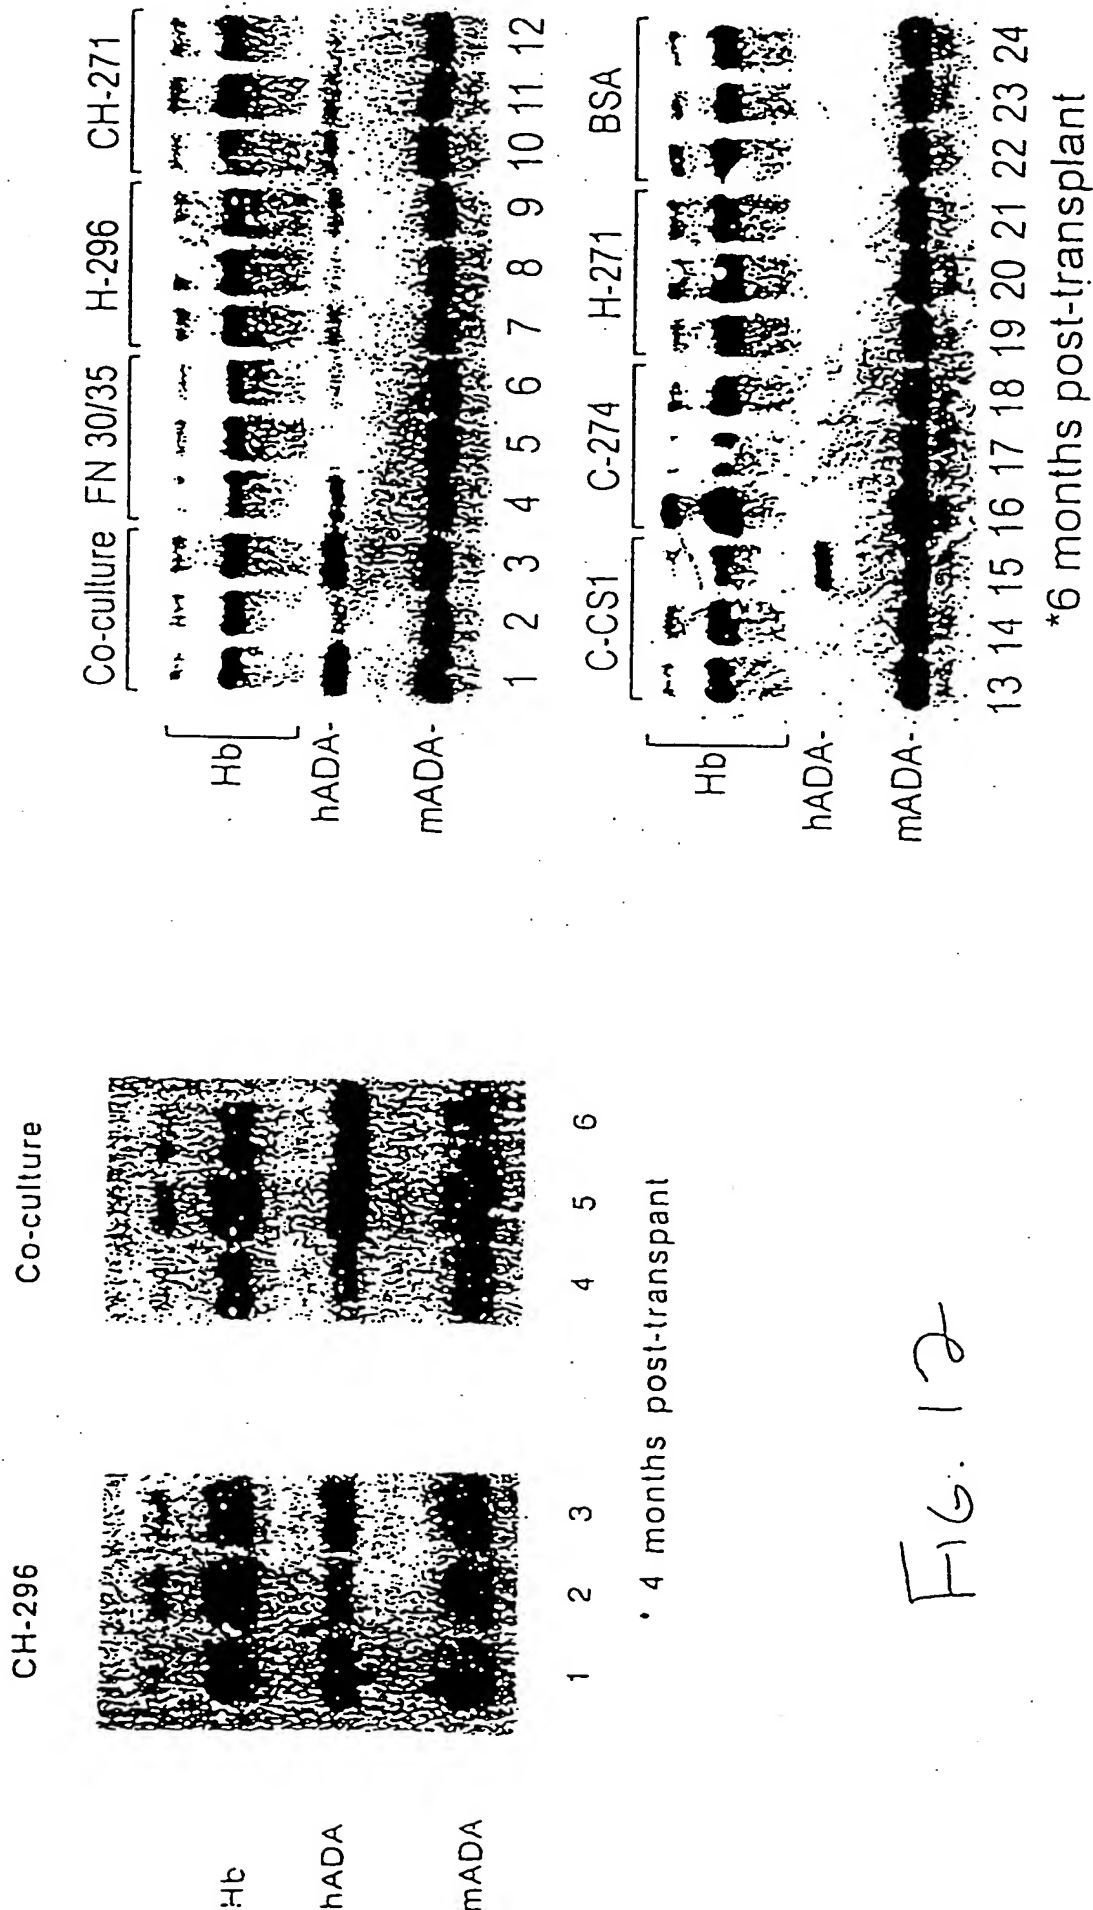 CH-296
Co-culture
Hb
hADA
mADA
1 2 3
4 5 6
• 4 months post-transpant
Co-culture FN 30/35 H-296 CH-271
Hb
hADA-
mADA-
1 2 3 4 5 6 7 8 9 10 11 12
C-CS1 C-274 H-271 BSA
Hb
hADA-
mADA-
13 14 15 16 17 18 19 20 21 22 23 24
*6 months post-transplant
FIG. 12